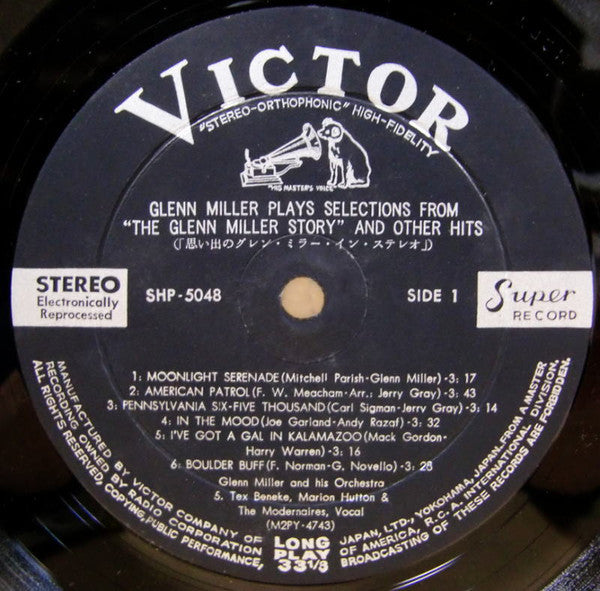 VICTOR
"STEREO-ORTHOPHONIC" HIGH-FIDELITY
"HIS MASTER'S VOICE"
GLENN MILLER PLAYS SELECTIONS FROM
"THE GLENN MILLER STORY" AND OTHER HITS
(「思い出のグレン・ミラー・イン・ステレオ」)
STEREO
Electronically
Reprocessed
SHP-5048
SIDE 1
Super
RECORD
1: MOONLIGHT SERENADE (Mitchell Parish-Glenn Miller)-3: 17
2: AMERICAN PATROL (F. W. Meacham-Arr.: Jerry Gray)-3: 43
3: PENNSYLVANIA SIX-FIVE THOUSAND (Carl Sigman-Jerry Gray)-3: 14
4: IN THE MOOD (Joe Garland-Andy Razaf)-3: 32
5: I'VE GOT A GAL IN KALAMAZOO (Mack Gordon-
Harry Warren)-3: 16
6: BOULDER BUFF (F. Norman-G. Novello)-3: 28
Glenn Miller and his Orchestra
5. Tex Beneke, Marion Hutton &
The Modernaires, Vocal
(M2PY-4743)
LONG
PLAY
33⅓
MANUFACTURED BY VICTOR COMPANY OF JAPAN, LTD., YOKOHAMA, JAPAN. FROM A MASTER
RECORDING OWNED BY RADIO CORPORATION OF AMERICA, R.C.A. INTERNATIONAL DIVISION.
ALL RIGHTS RESERVED, COPYING, PUBLIC PERFORMANCE, BROADCASTING OF THESE RECORDS ARE FORBIDDEN.